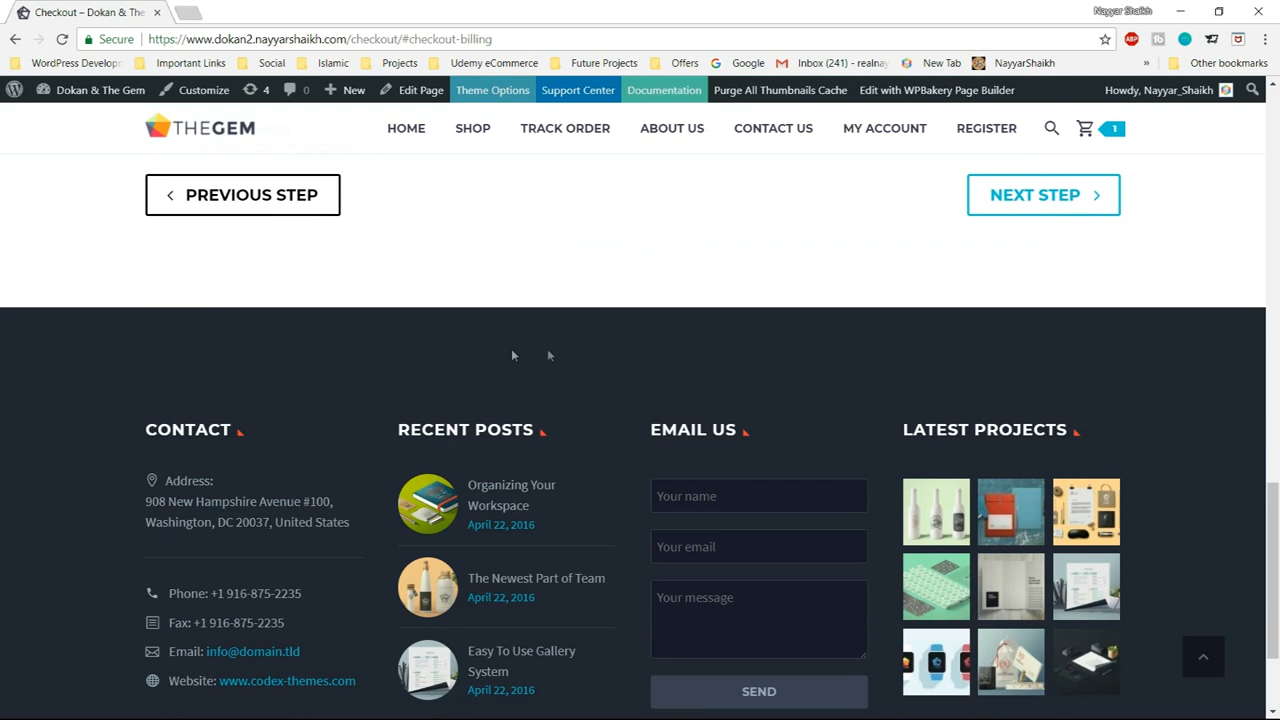 Checkout – Dokan & The
Nayyar Shaikh
Secure https://www.dokan2.nayyarshaikh.com/checkout/#checkout-billing
ABP
WordPress Develop Important Links Social Islamic Projects Udemy eCommerce Future Projects Offers Google Inbox (241) - realnay New Tab NayyarShaikh » Other bookmarks
Dokan & The Gem Customize 4 0 New Edit Page Theme Options Support Center Documentation Purge All Thumbnails Cache Edit with WPBakery Page Builder Howdy, Nayyar_Shaikh
THEGEM HOME SHOP TRACK ORDER ABOUT US CONTACT US MY ACCOUNT REGISTER 1
PREVIOUS STEP NEXT STEP
CONTACT
Address:
908 New Hampshire Avenue #100,
Washington, DC 20037, United States
Phone: +1 916-875-2235
Fax: +1 916-875-2235
Email: info@domain.tld
Website: www.codex-themes.com
RECENT POSTS
Organizing Your
Workspace
April 22, 2016
The Newest Part of Team
April 22, 2016
Easy To Use Gallery
System
April 22, 2016
EMAIL US
Your name
Your email
Your message
SEND
LATEST PROJECTS